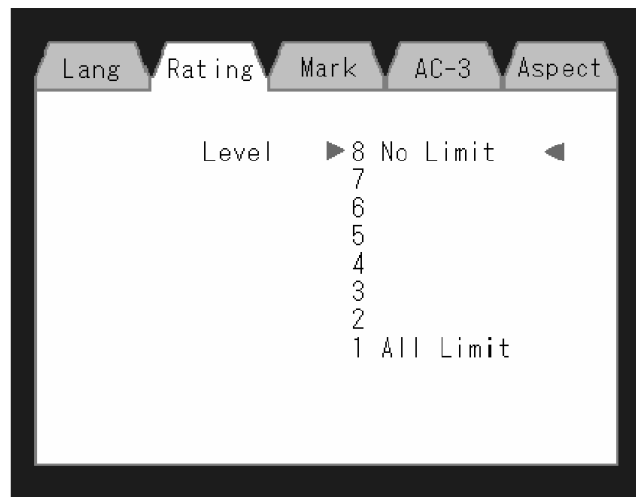 Lang Rating Mark AC-3 Aspect
Level ▶ 8 No Limit ◀
7
6
5
4
3
2
1 All Limit